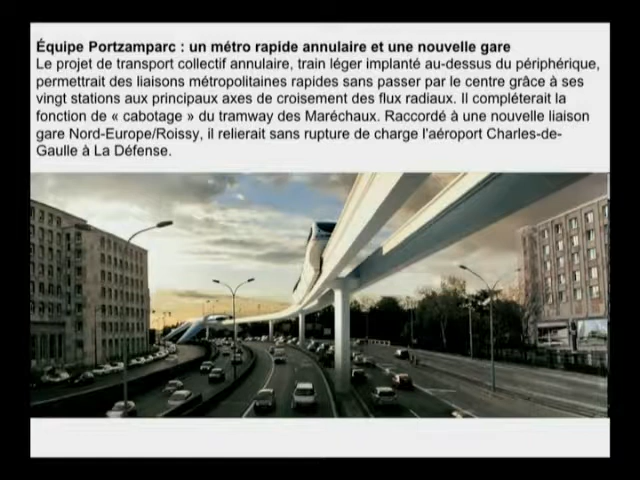 Équipe Portzamparc : un métro rapide annulaire et une nouvelle gare
Le projet de transport collectif annulaire, train léger implanté au-dessus du périphérique,
permettrait des liaisons métropolitaines rapides sans passer par le centre grâce à ses
vingt stations aux principaux axes de croisement des flux radiaux. Il compléterait la
fonction de « cabotage » du tramway des Maréchaux. Raccordé à une nouvelle liaison
gare Nord-Europe/Roissy, il relierait sans rupture de charge l'aéroport Charles-de-
Gaulle à La Défense.